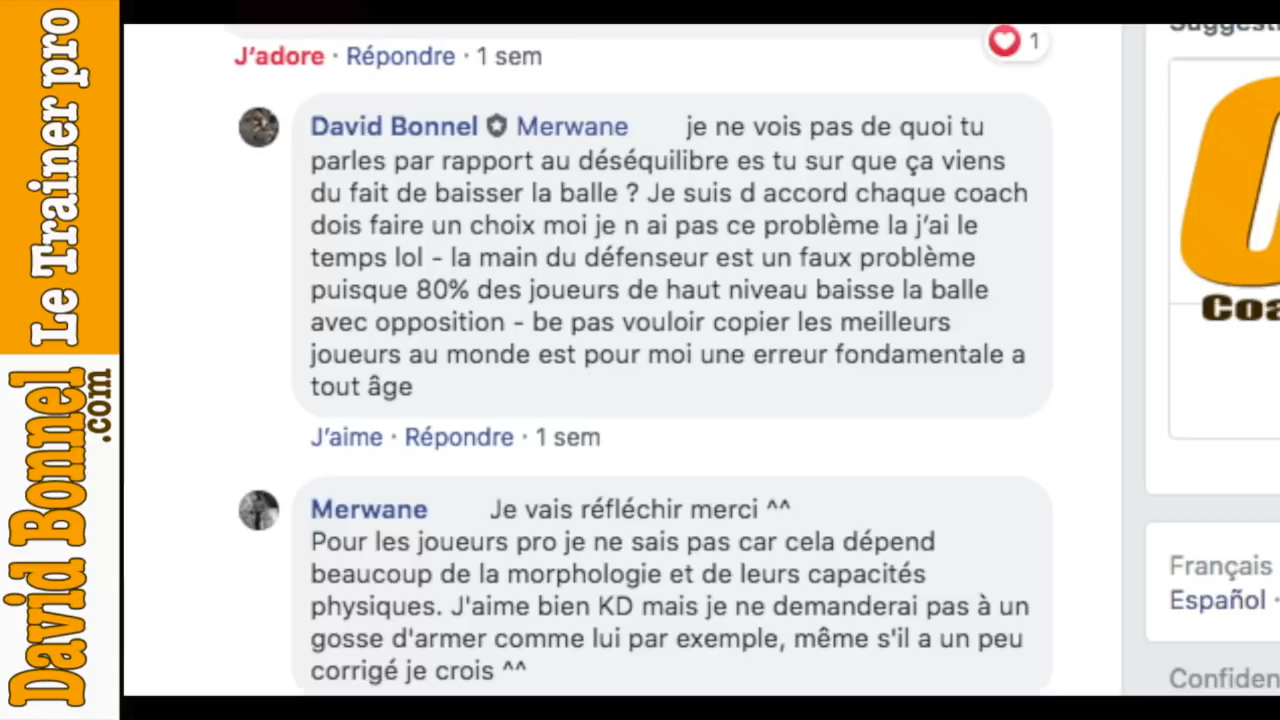 Le Trainer pro
David Bonnel
.com
J'adore · Répondre · 1 sem
1
David Bonnel Merwane je ne vois pas de quoi tu
parles par rapport au déséquilibre es tu sur que ça viens
du fait de baisser la balle ? Je suis d accord chaque coach
dois faire un choix moi je n ai pas ce problème la j'ai le
temps lol - la main du défenseur est un faux problème
puisque 80% des joueurs de haut niveau baisse la balle
avec opposition - be pas vouloir copier les meilleurs
joueurs au monde est pour moi une erreur fondamentale a
tout âge
J'aime · Répondre · 1 sem
Merwane Je vais réfléchir merci ^^
Pour les joueurs pro je ne sais pas car cela dépend
beaucoup de la morphologie et de leurs capacités
physiques. J'aime bien KD mais je ne demanderai pas à un
gosse d'armer comme lui par exemple, même s'il a un peu
corrigé je crois ^^
Français
Español ·